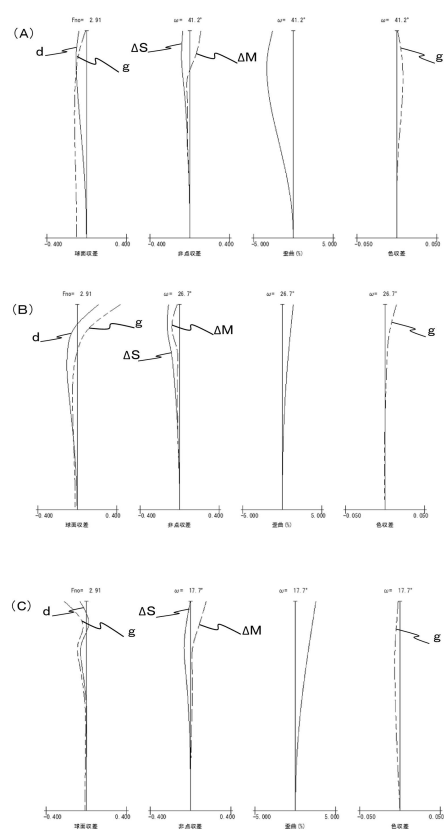 (A)
Fno= 2.91 ω= 41.2° ω= 41.2° ω= 41.2°
d g ΔS ΔM g
-0.400 0.400 -0.400 0.400 -5.000 5.000 -0.050 0.050
球面収差 非点収差 歪曲(%) 色収差
(B)
Fno= 2.91 ω= 26.7° ω= 26.7° ω= 26.7°
d g ΔS ΔM g
-0.400 0.400 -0.400 0.400 -5.000 5.000 -0.050 0.050
球面収差 非点収差 歪曲(%) 色収差
(C)
Fno= 2.91 ω= 17.7° ω= 17.7° ω= 17.7°
d g ΔS ΔM g
-0.400 0.400 -0.400 0.400 -5.000 5.000 -0.050 0.050
球面収差 非点収差 歪曲(%) 色収差